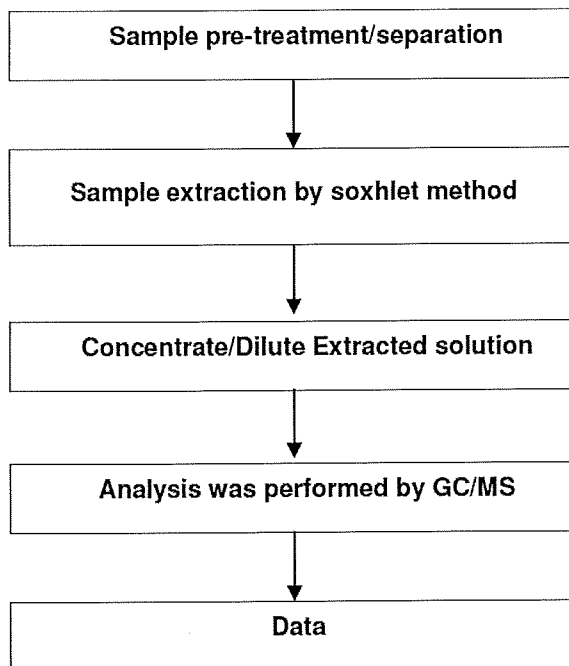 Sample pre-treatment/separation
Sample extraction by soxhlet method
Concentrate/Dilute Extracted solution
Analysis was performed by GC/MS
Data